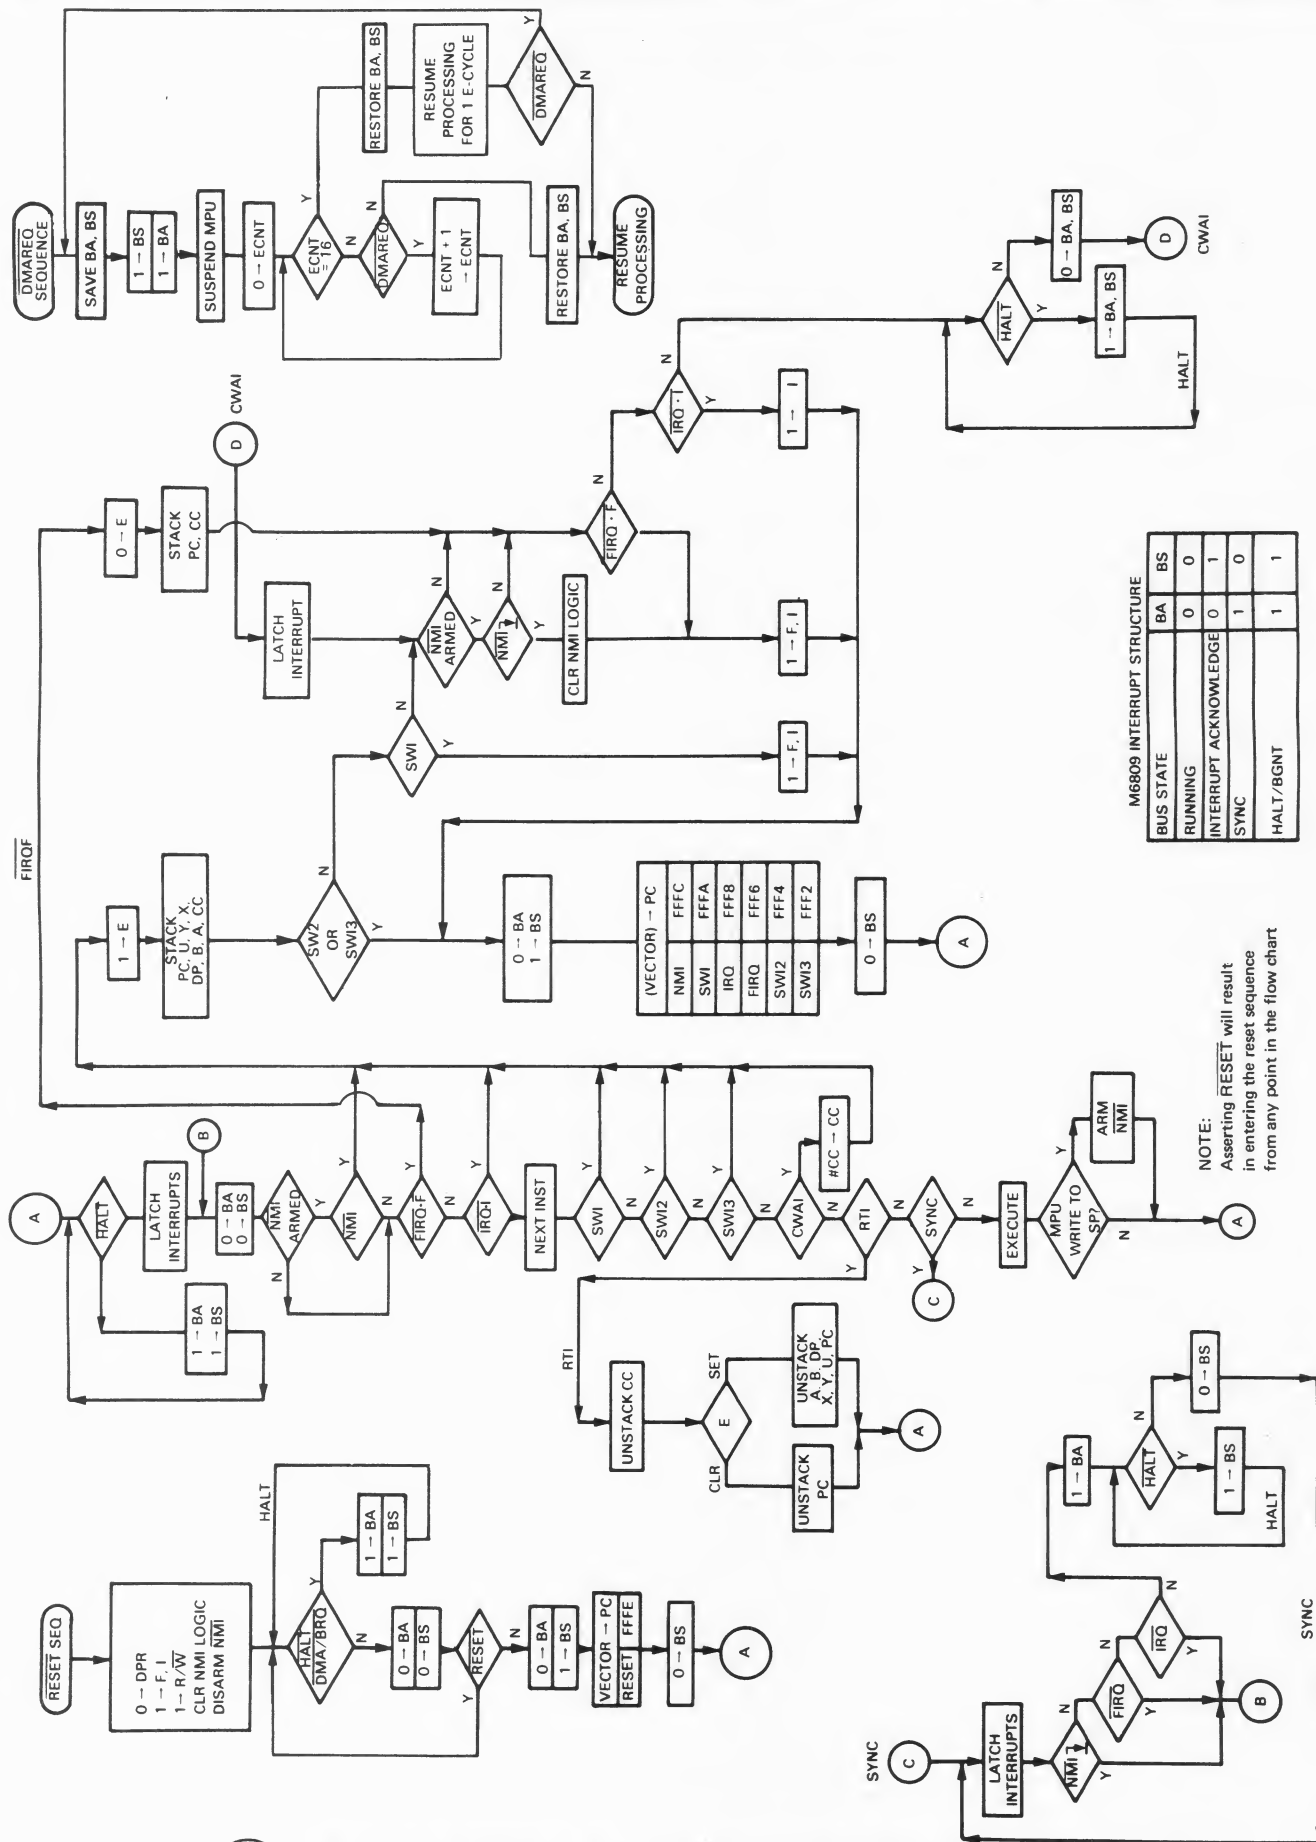 RESET SEQ
0 → DPR
1 → F, I
1 → R/W
CLR NMI LOGIC
DISARM NMI
HALT
DMA/BRQ
Y
N
1 → BA
1 → BS
HALT
0 → BA
0 → BS
RESET
Y
N
0 → BA
1 → BS
VECTOR → PC
RESET FFFE
0 → BS
A
A
HALT
1 → BA
1 → BS
LATCH
INTERRUPTS
B
0 → BA
0 → BS
NMI
ARMED
N
Y
NMI
Y
N
FIRQ·F
Y
N
IRQ·I
Y
NEXT INST
SWI
Y
N
SWI2
Y
N
SWI3
Y
N
CWAI
Y
N
#CC → CC
RTI
Y
N
SYNC
Y
N
C
EXECUTE
MPU
WRITE TO
SP?
Y
N
ARM
NMI
A
RTI
UNSTACK CC
E
CLR
SET
UNSTACK
PC
UNSTACK
A, B, DP,
X, Y, U, PC
A
SYNC
C
LATCH
INTERRUPTS
NMI
Y
N
FIRQ
Y
N
IRQ
Y
N
B
1 → BA
HALT
Y
N
1 → BS
0 → BS
HALT
SYNC
FIRQF
1 → E
STACK
PC, U, Y, X,
DP, B, A, CC
SW2
OR
SWI3
N
Y
0 → BA
1 → BS
(VECTOR) → PC
NMI FFFC
SWI FFFA
IRQ FFF8
FIRQ FFF6
SWI2 FFF4
SWI3 FFF2
0 → BS
A
0 → E
STACK
PC, CC
D
CWAI
LATCH
INTERRUPT
SWI
N
Y
NMI
ARMED
N
Y
NMI
N
Y
CLR NMI LOGIC
FIRQ · F
N
IRQ · I
N
Y
1 → F, I
1 → F, I
1 → I
HALT
N
Y
1 → BA, BS
0 → BA, BS
HALT
D
CWAI
DMAREQ
SEQUENCE
SAVE BA, BS
1 → BS
1 → BA
SUSPEND MPU
0 → ECNT
ECNT
= 16
Y
N
DMAREQ
N
Y
ECNT + 1
→ ECNT
RESTORE BA, BS
RESUME
PROCESSING
RESTORE BA, BS
RESUME
PROCESSING
FOR 1 E-CYCLE
DMAREQ
Y
N
M6809 INTERRUPT STRUCTURE
BUS STATE BA BS
RUNNING 0 0
INTERRUPT ACKNOWLEDGE 0 1
SYNC 1 0
HALT/BGNT 1 1
NOTE:
Asserting RESET will result
in entering the reset sequence
from any point in the flow chart